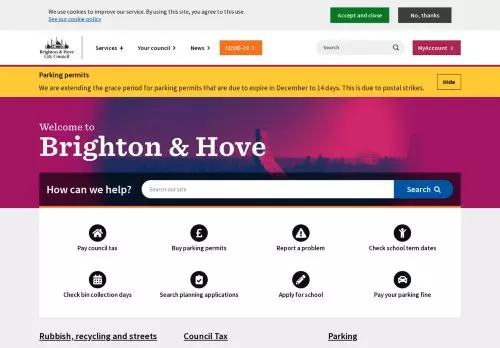 We use cookies to improve our service. By using this site, you agree to this use.
See our cookie policy
Accept and close
No, thanks
Brighton & Hove
City Council
Services +
Your council
News
COVID-19
Search
MyAccount
Parking permits
We are extending the grace period for parking permits that are due to expire in December to 14 days. This is due to postal strikes.
Hide
Welcome to
Brighton & Hove
How can we help?
Search our site
Search
Pay council tax
Buy parking permits
Report a problem
Check school term dates
Check bin collection days
Search planning applications
Apply for school
Pay your parking fine
Rubbish, recycling and streets
Council Tax
Parking